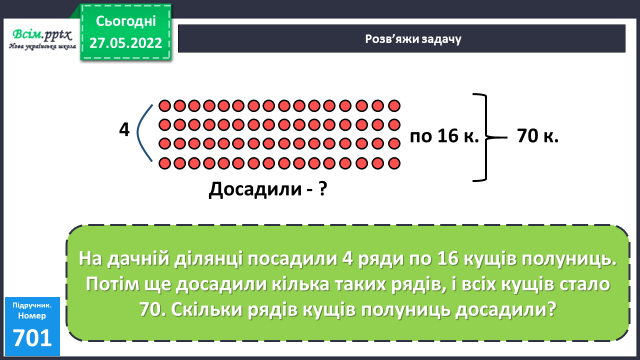 Всім.pptx
Нова українська школа
Сьогодні
27.05.2022
Розв’яжи задачу
4
по 16 к.
70 к.
Досадили - ?
На дачній ділянці посадили 4 ряди по 16 кущів полуниць.
Потім ще досадили кілька таких рядів, і всіх кущів стало
70. Скільки рядів кущів полуниць досадили?
Підручник.
Номер
701